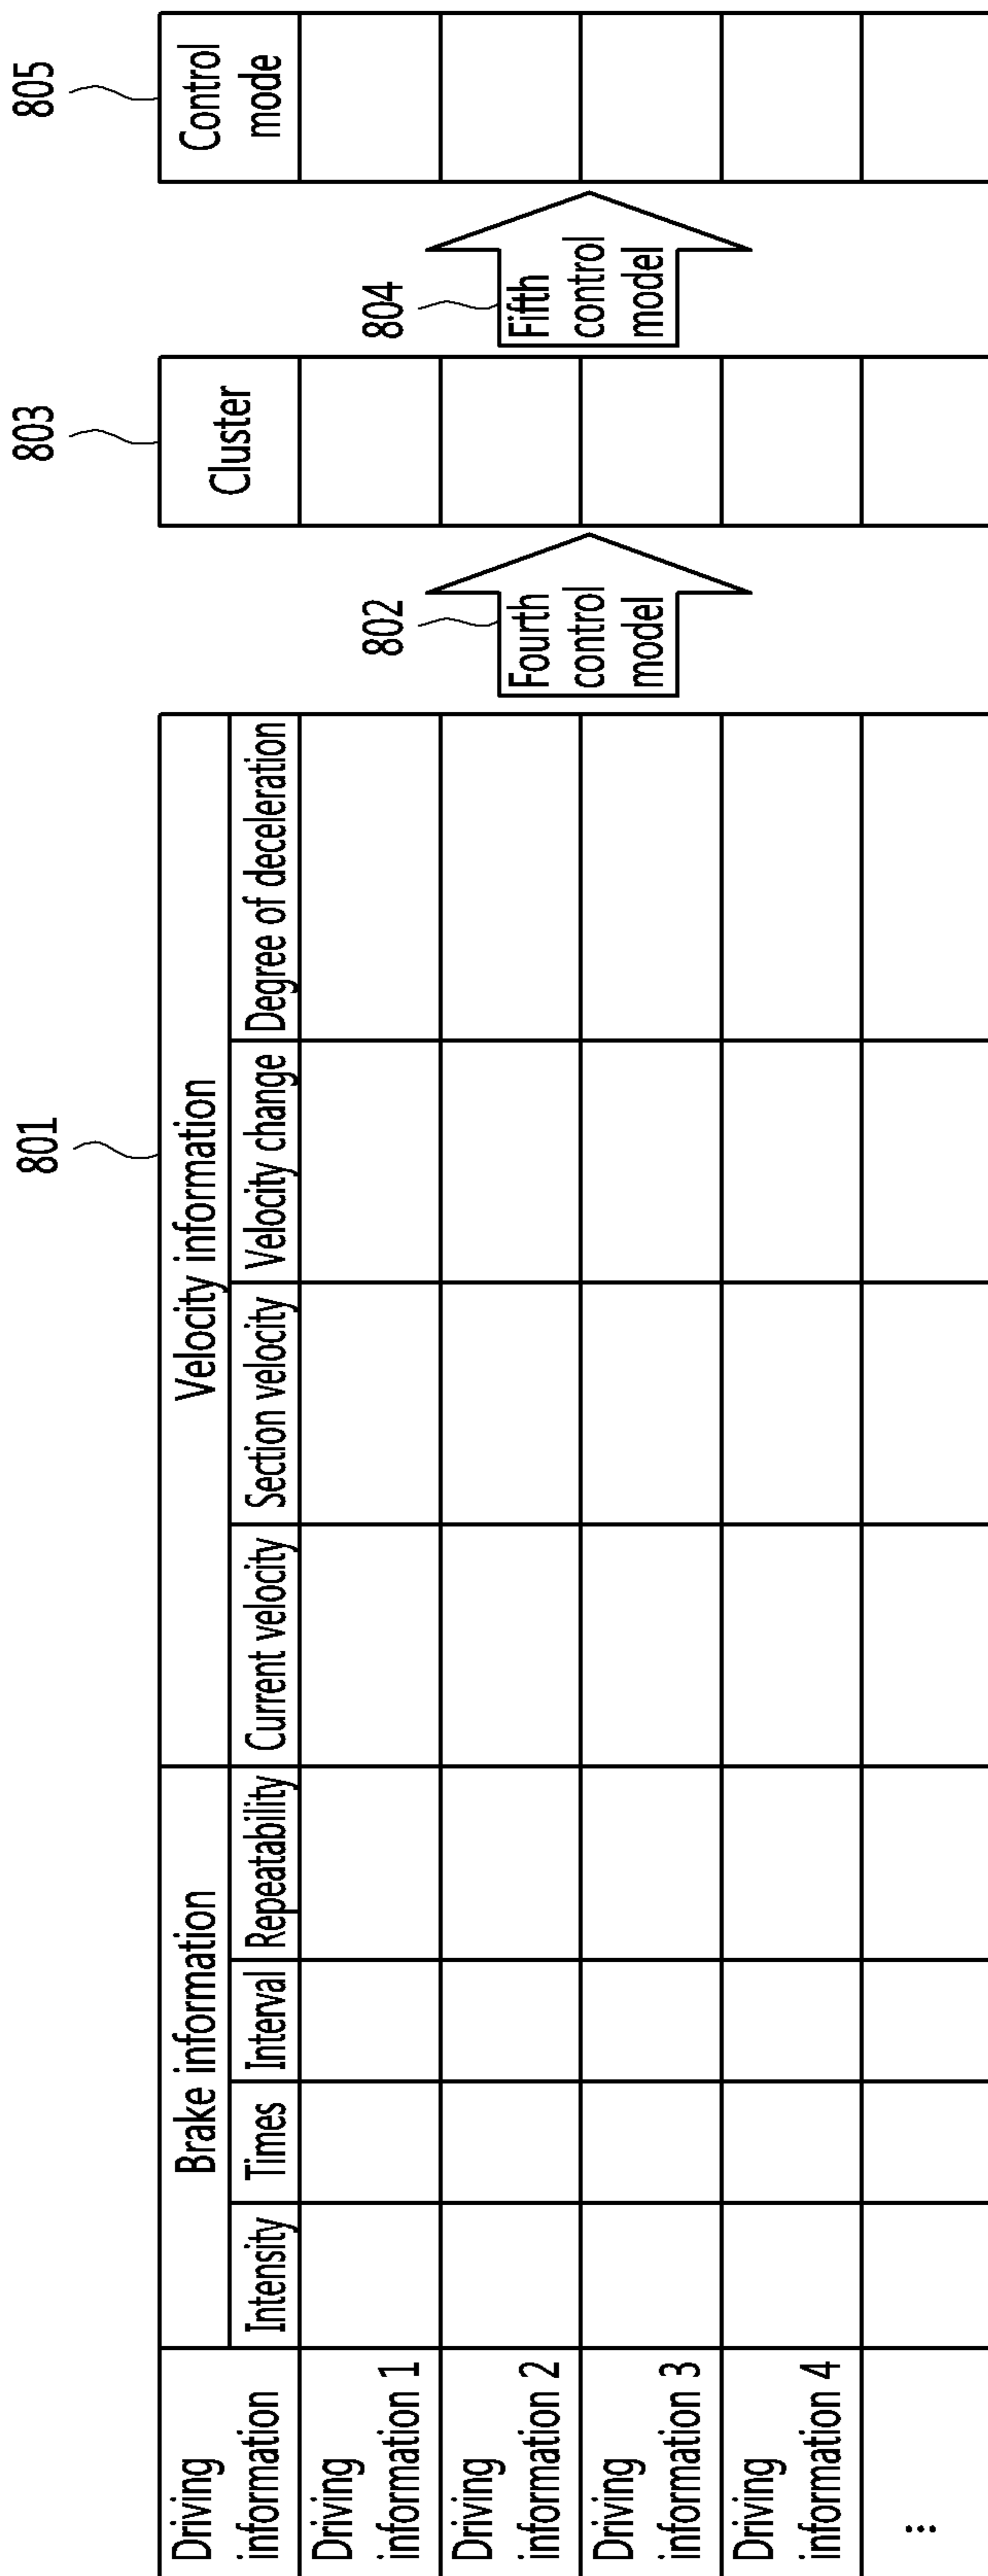 801
803
805
Driving
information
Brake information
Velocity information
Intensity
Times
Interval
Repeatability
Current velocity
Section velocity
Velocity change
Degree of deceleration
Cluster
Control
mode
Driving
information 1
Driving
information 2
Driving
information 3
Driving
information 4
⋮
802
Fourth
control
model
804
Fifth
control
model